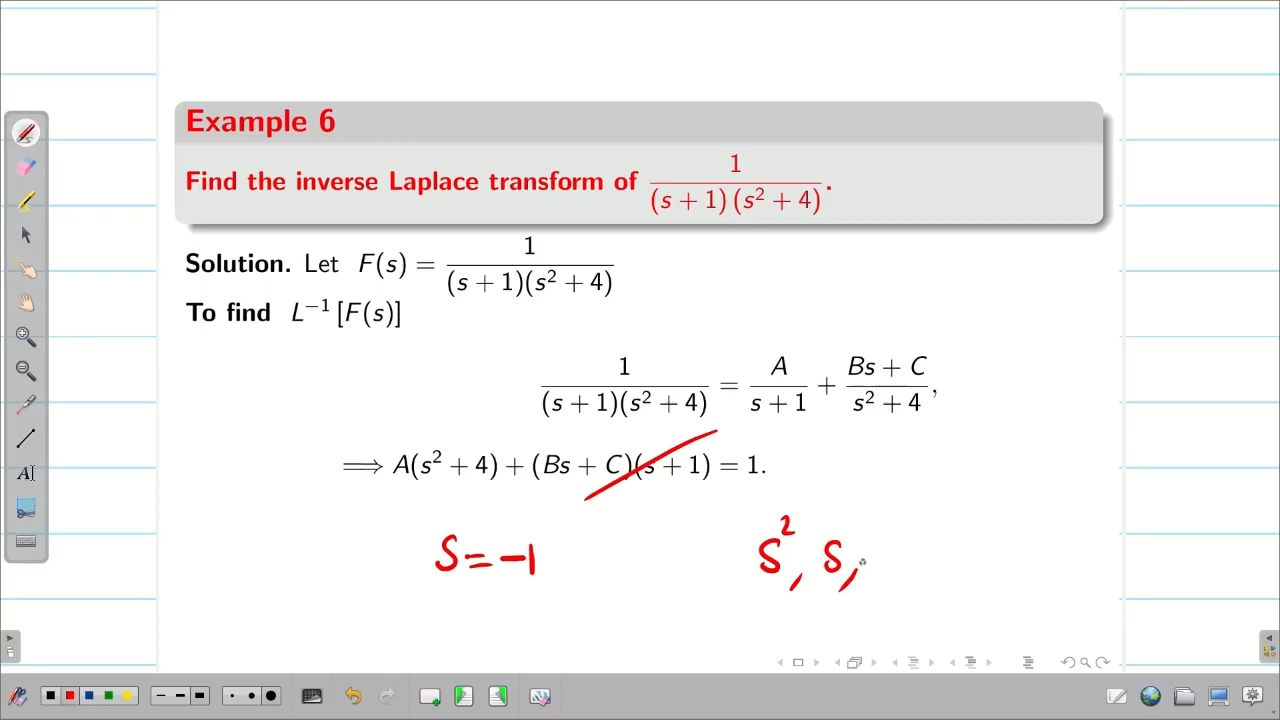 Example 6
Find the inverse Laplace transform of 1/((s + 1)(s² + 4)).
Solution. Let F(s) = 1/((s + 1)(s² + 4))
To find L⁻¹ [F(s)]
1/((s + 1)(s² + 4)) = A/(s + 1) + (Bs + C)/(s² + 4),
⟹ A(s² + 4) + (Bs + C)(s + 1) = 1.
S = -1 S², S,
AI